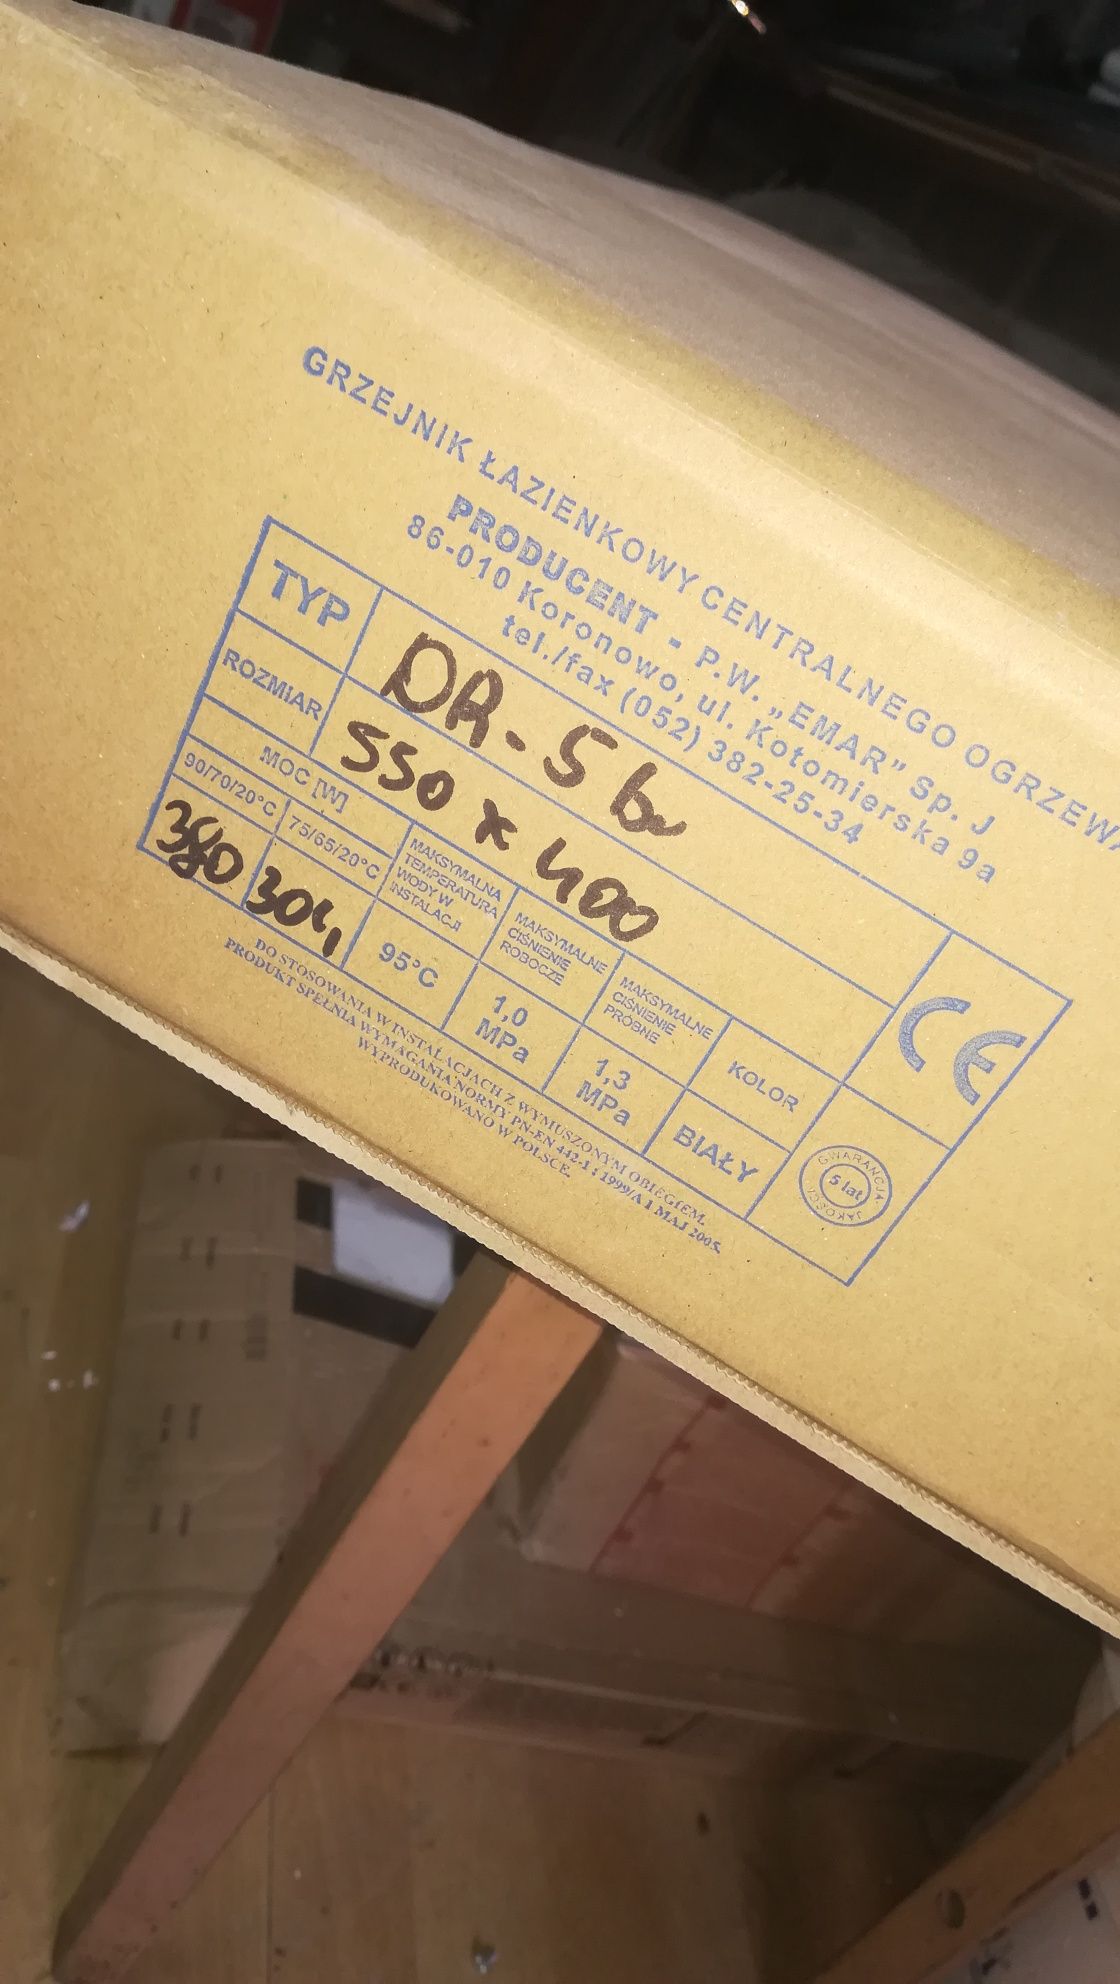 GRZEJNIK ŁAZIENKOWY CENTRALNEGO OGRZEWA
PRODUCENT - P.W. „EMAR" Sp. J
86-010 Koronowo, ul. Kotomierska 9a
tel./fax (052) 382-25-34
TYP
DR-5
ROZMIAR
550 x 400
CE
MOC [W]
90/70/20°C
75/65/20°C
MAKSYMALNA
TEMPERATURA
WODY W
INSTALACJI
MAKSYMALNE
CIŚNIENIE
ROBOCZE
MAKSYMALNE
CIŚNIENIE
PRÓBNE
KOLOR
380
304
95°C
1,0
MPa
1,3
MPa
BIAŁY
GWARANCJA
5 lat
JAKOŚCI
DO STOSOWANIA W INSTALACJACH Z WYMUSZONYM OBIEGIEM.
PRODUKT SPEŁNIA WYMAGANIA NORMY PN-EN 442-1 : 1999/A1 MAJ 2005.
WYPRODUKOWANO W POLSCE.